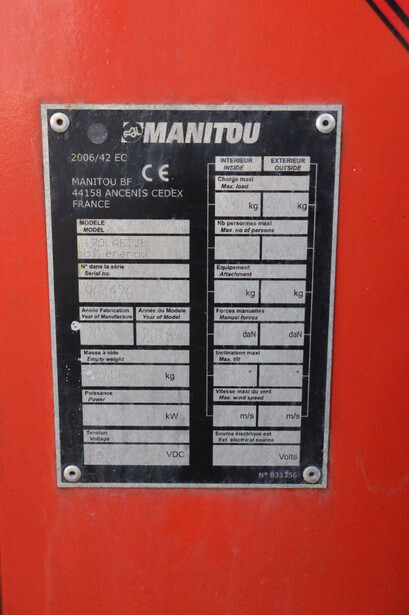 MANITOU
2006/42 EC
CE
MANITOU BF
44158 ANCENIS CEDEX
FRANCE
MODÈLE
MODEL
N° dans la série
Serial no.
Année Fabrication
Year of Manufacture
Année du Modèle
Year of Model
Masse à vide
Empty weight
kg
Puissance
Power
kW
Tension
Voltage
VDC
INTERIEUR
INSIDE
EXTERIEUR
OUTSIDE
Charge maxi
Max. load
kg kg
Nb personnes maxi
Max. no of persons
Equipement
Attachment
kg kg
Forces manuelles
Manual forces
daN daN
Inclinaison maxi
Max. tilt
° °
Vitesse maxi du vent
Max. wind speed
m/s m/s
Source électrique ext
Ext. electrical source
Volts
N° 833356